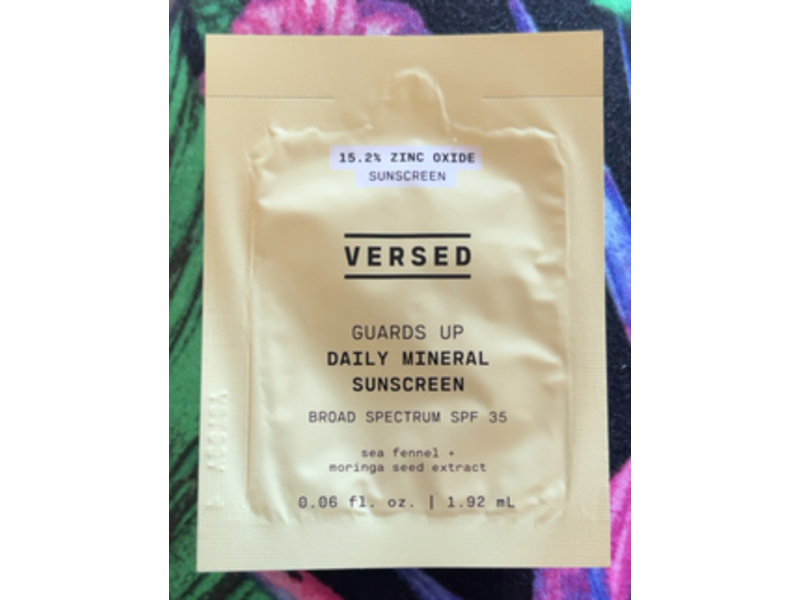 15.2% ZINC OXIDE
SUNSCREEN
VERSED
GUARDS UP
DAILY MINERAL
SUNSCREEN
BROAD SPECTRUM SPF 35
sea fennel +
moringa seed extract
0.06 fl. oz. | 1.92 mL